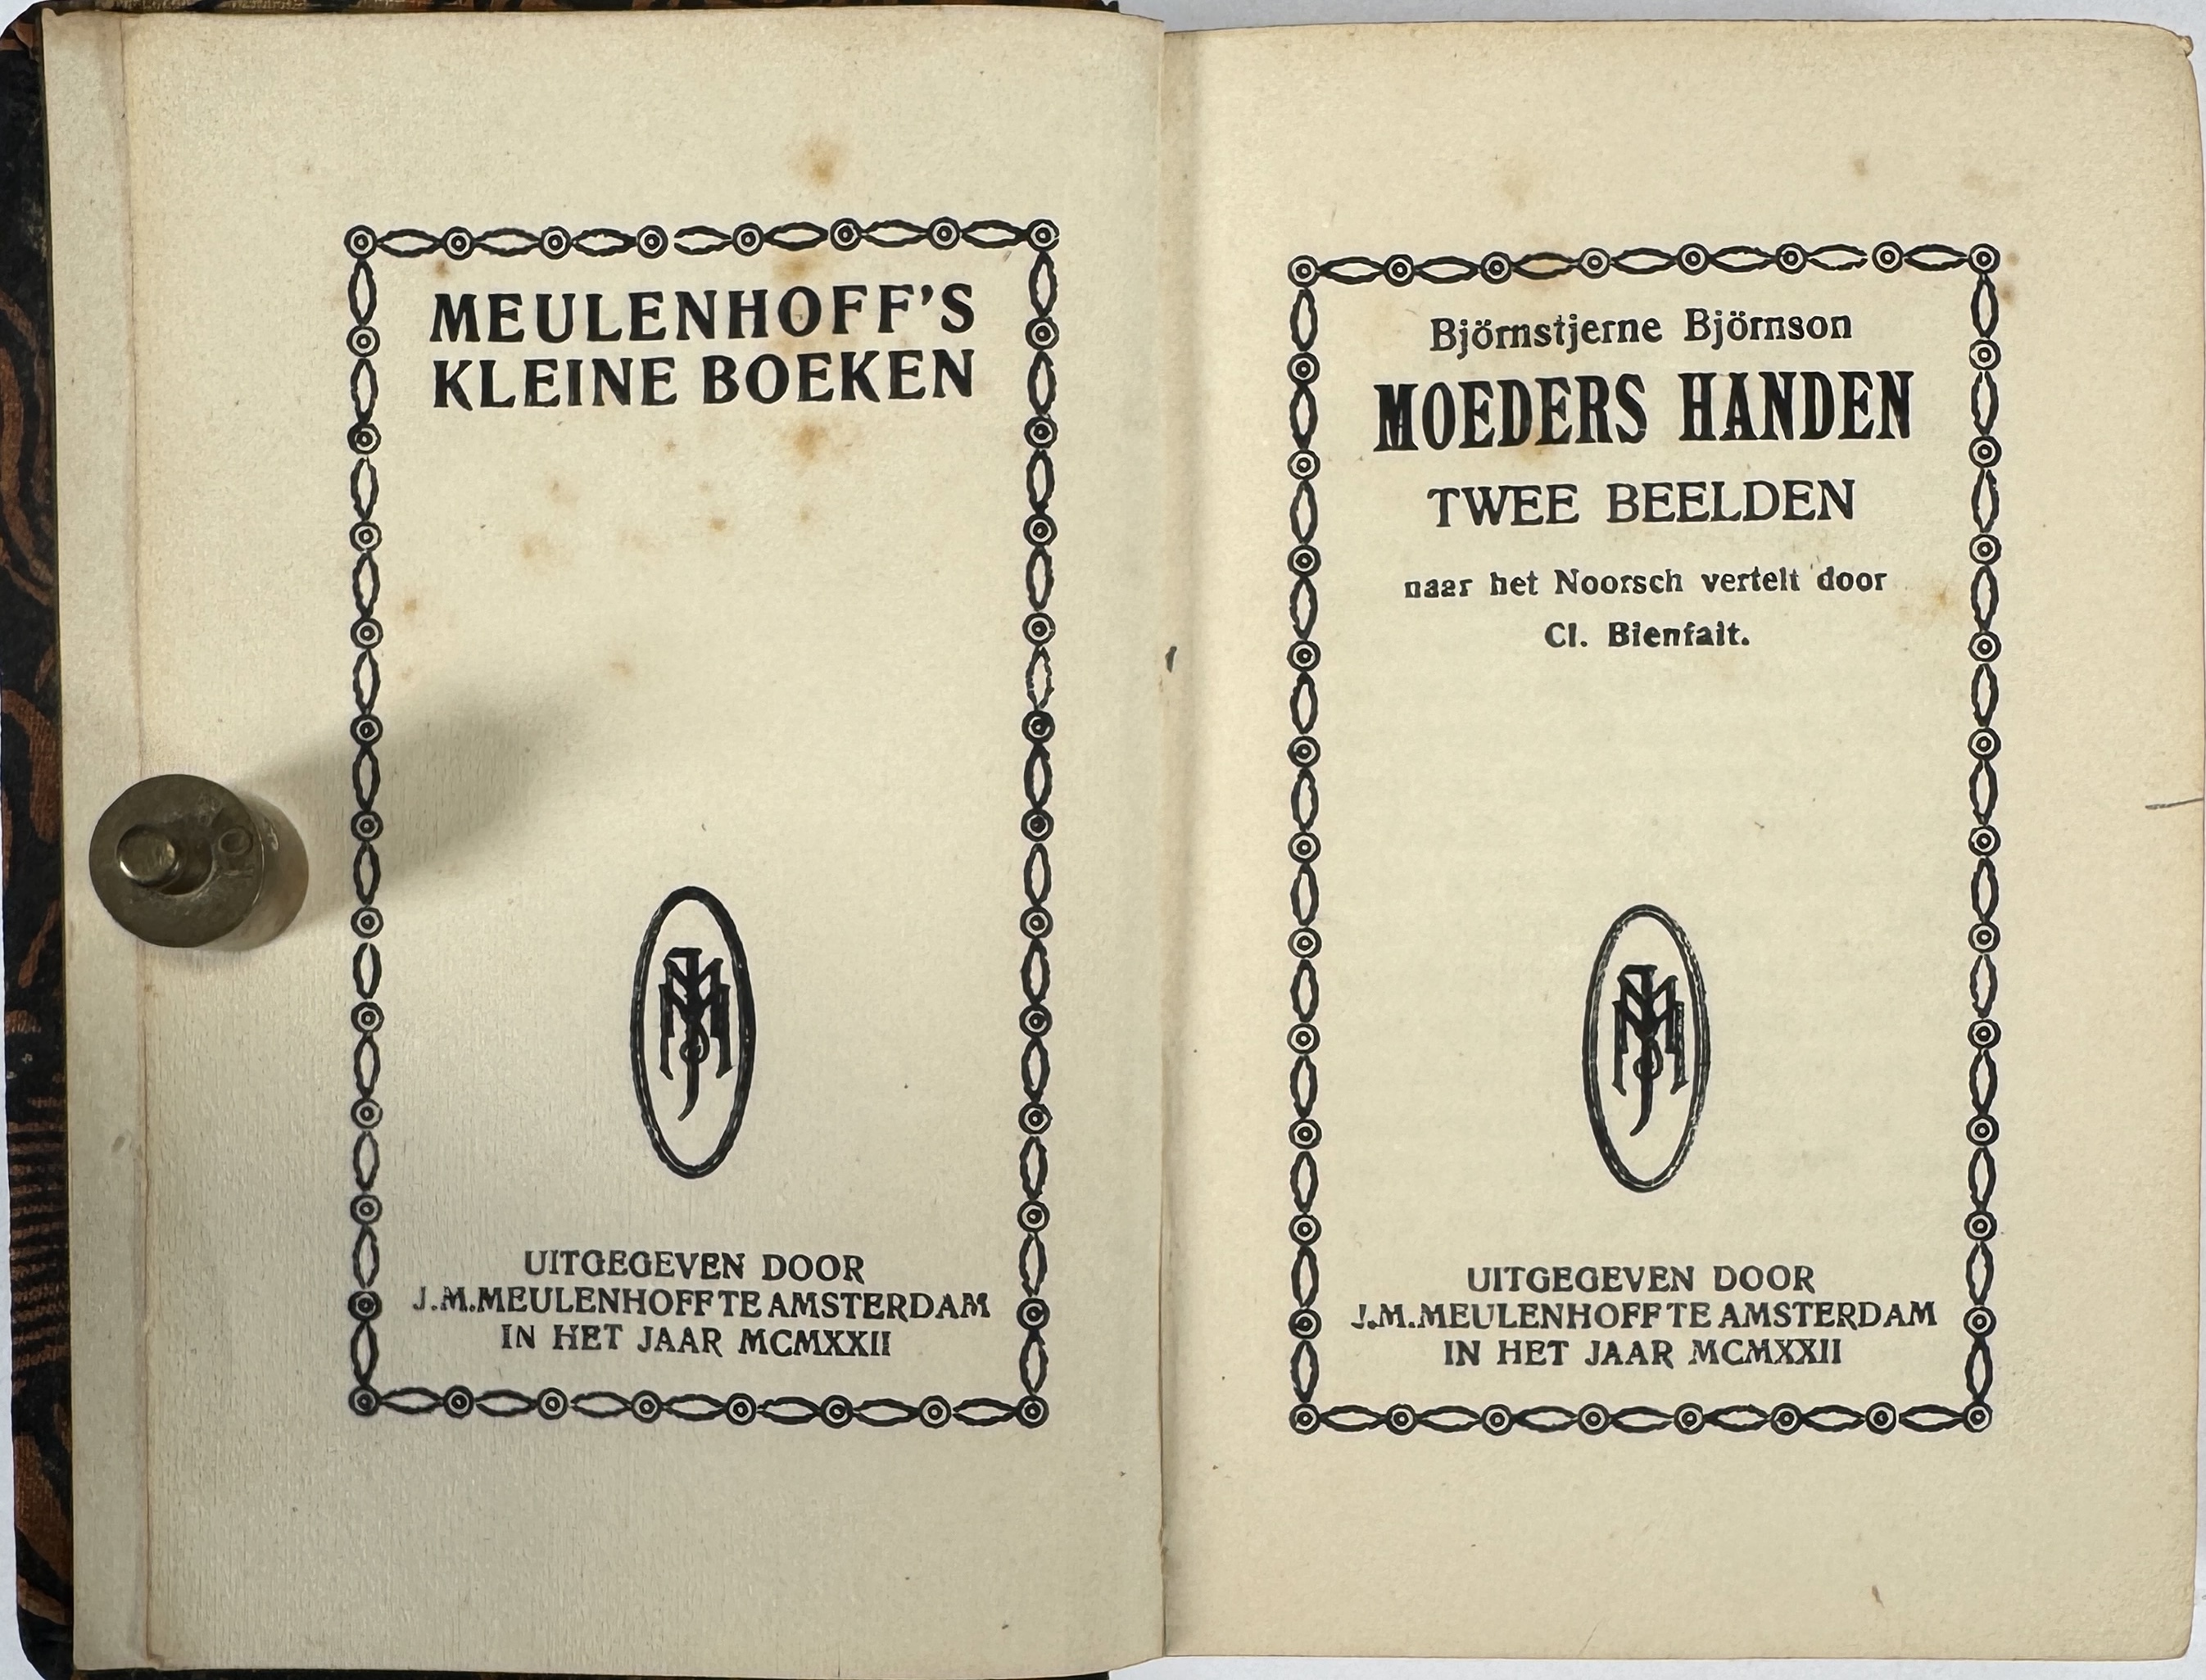 MEULENHOFF'S
KLEINE BOEKEN
UITGEGEVEN DOOR
J.M.MEULENHOFF TE AMSTERDAM
IN HET JAAR MCMXXII
Björnstjerne Björnson
MOEDERS HANDEN
TWEE BEELDEN
naar het Noorsch vertelt door
Cl. Bienfait.
UITGEGEVEN DOOR
J.M.MEULENHOFF TE AMSTERDAM
IN HET JAAR MCMXXII